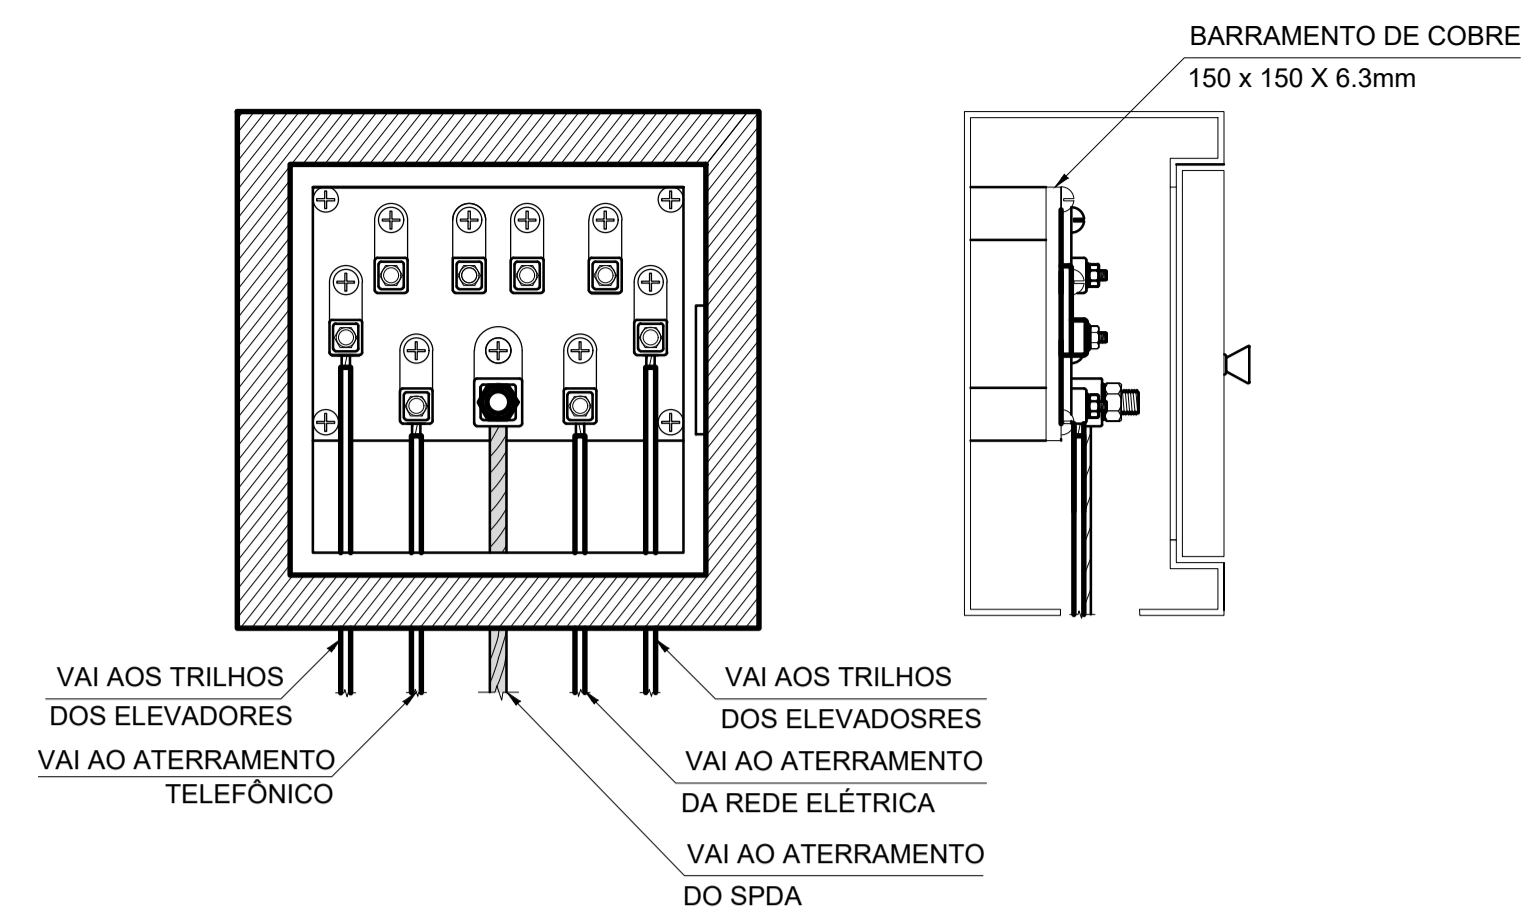 BARRAMENTO DE COBRE
150 x 150 X 6.3mm
VAI AOS TRILHOS
DOS ELEVADORES
VAI AO ATERRAMENTO
TELEFÔNICO
VAI AOS TRILHOS
DOS ELEVADOSRES
VAI AO ATERRAMENTO
DA REDE ELÉTRICA
VAI AO ATERRAMENTO
DO SPDA